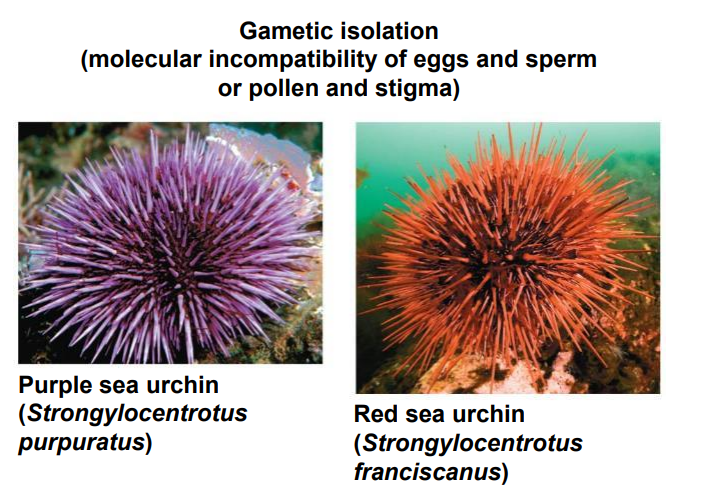 Gametic isolation
(molecular incompatibility of eggs and sperm
or pollen and stigma)
Purple sea urchin
(Strongylocentrotus
purpuratus)
Red sea urchin
(Strongylocentrotus
franciscanus)